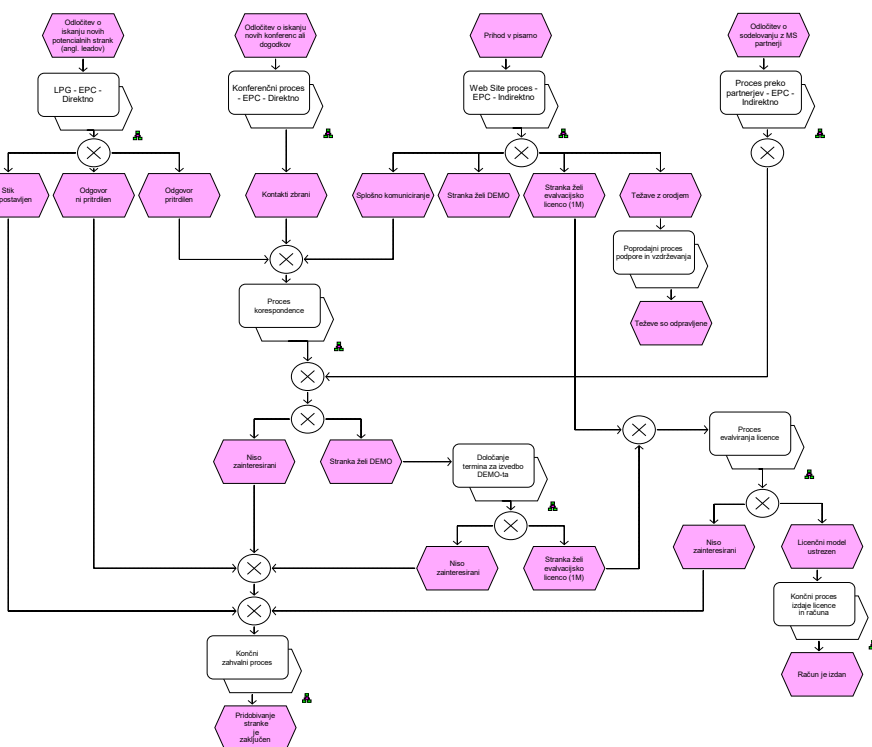 Odločitev o
iskanju novih
potencialnih strank
(angl. leadov)
Odločitev o iskanju
novih konferenc ali
dogodkov
Prihod v pisarno
Odločitev o
sodelovanju z MS
partnerji
LPG - EPC -
Direktno
Konferenčni proces
- EPC - Direktno
Web Site proces -
EPC - Indirektno
Proces preko
partnerjev - EPC -
Indirektno
Stik
postavljen
Odgovor
ni pritrdilen
Odgovor
pritrdilen
Kontakti zbrani
Splošno komuniciranje
Stranka želi DEMO
Stranka želi
evalvacijsko
licenco (1M)
Težave z orodjem
Poprodajni proces
podpore in vzdrževanja
Teževe so odpravljene
Proces
korespondence
Niso
zainteresirani
Stranka želi DEMO
Določanje
termina za izvedbo
DEMO-ta
Proces
evalviranja licence
Niso
zainteresirani
Stranka želi
evalvacijsko
licenco (1M)
Niso
zainteresirani
Licenčni model
ustrezen
Končni proces
izdaje licence
in računa
Račun je izdan
Končni
zahvalni proces
Pridobivanje
stranke
je
zaključen